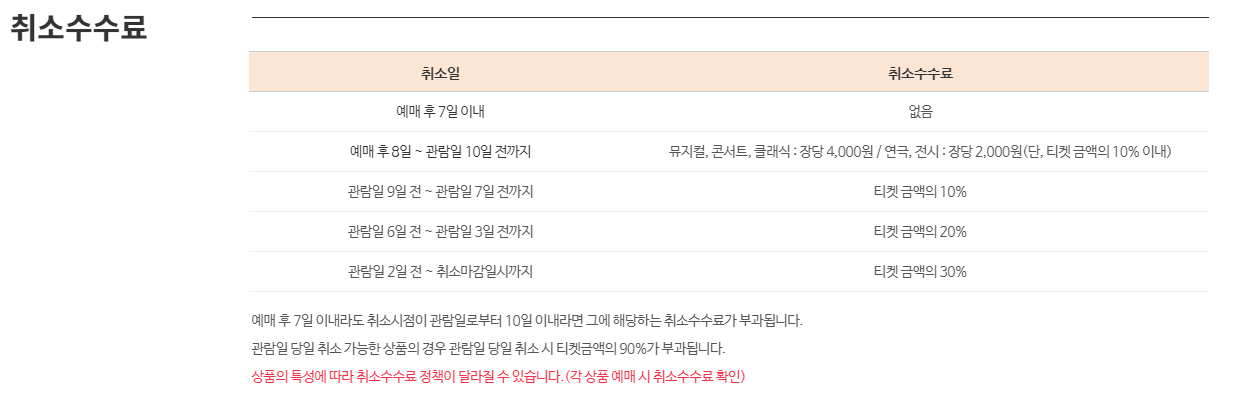 취소수수료
취소일 취소수수료
예매 후 7일 이내 없음
예매 후 8일 ~ 관람일 10일 전까지 뮤지컬, 콘서트, 클래식 : 장당 4,000원 / 연극, 전시 : 장당 2,000원(단, 티켓 금액의 10% 이내)
관람일 9일 전 ~ 관람일 7일 전까지 티켓 금액의 10%
관람일 6일 전 ~ 관람일 3일 전까지 티켓 금액의 20%
관람일 2일 전 ~ 취소마감일시까지 티켓 금액의 30%
예매 후 7일 이내라도 취소시점이 관람일로부터 10일 이내라면 그에 해당하는 취소수수료가 부과됩니다.
관람일 당일 취소 가능한 상품의 경우 관람일 당일 취소 시 티켓금액의 90%가 부과됩니다.
상품의 특성에 따라 취소수수료 정책이 달라질 수 있습니다.(각 상품 예매 시 취소수수료 확인)